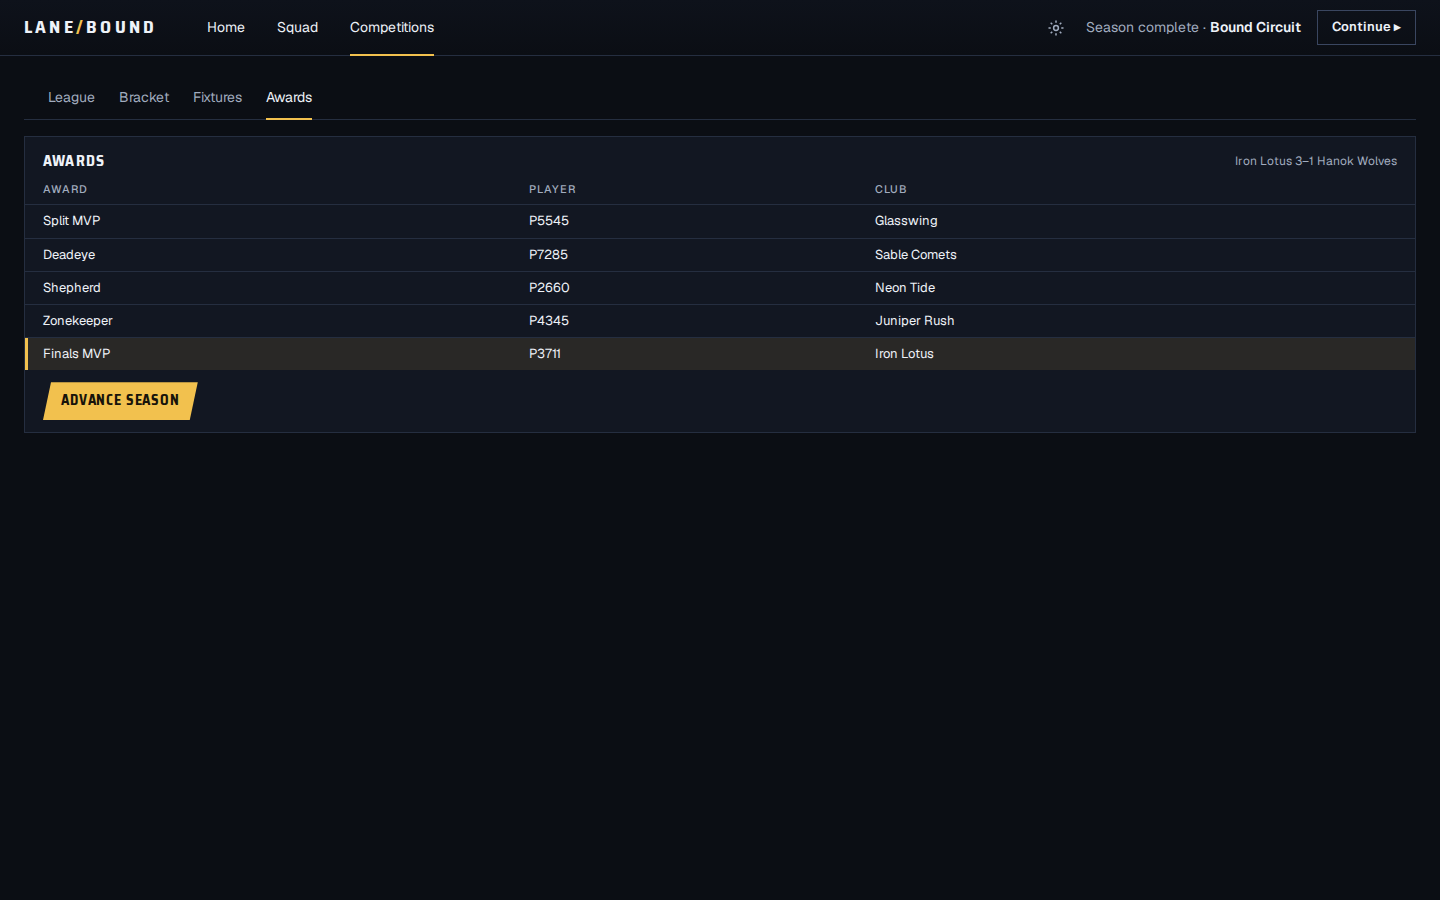 LANE/BOUND Home Squad Competitions Season complete · Bound Circuit Continue ▸
League Bracket Fixtures Awards
AWARDS Iron Lotus 3–1 Hanok Wolves
AWARD PLAYER CLUB
Split MVP P5545 Glasswing
Deadeye P7285 Sable Comets
Shepherd P2660 Neon Tide
Zonekeeper P4345 Juniper Rush
Finals MVP P3711 Iron Lotus
ADVANCE SEASON